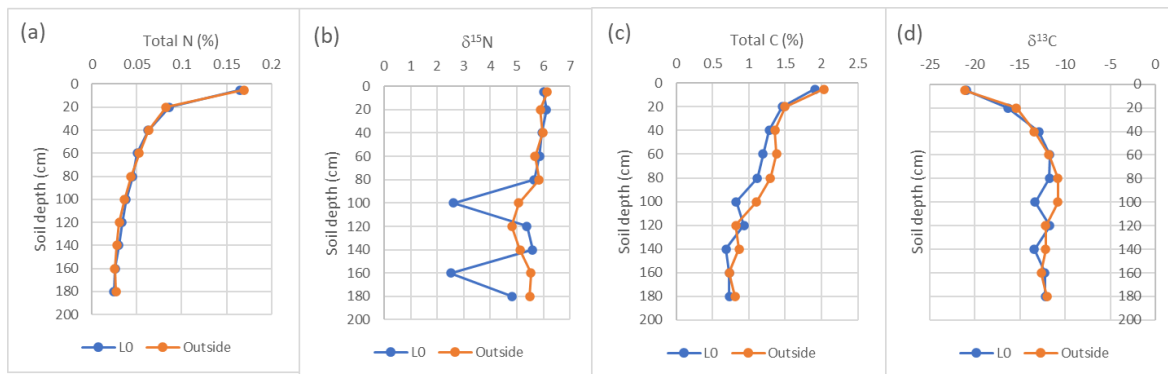 (a)
Total N (%)
0 0.05 0.1 0.15 0.2
Soil depth (cm)
0
20
40
60
80
100
120
140
160
180
200
L0 Outside
(b)
δ¹⁵N
0 1 2 3 4 5 6 7
Soil depth (cm)
0
20
40
60
80
100
120
140
160
180
200
L0 Outside
(c)
Total C (%)
0 0.5 1 1.5 2 2.5
Soil depth (cm)
0
20
40
60
80
100
120
140
160
180
200
L0 Outside
(d)
δ¹³C
-25 -20 -15 -10 -5 0
Soil depth (cm)
0
20
40
60
80
100
120
140
160
180
200
L0 Outside